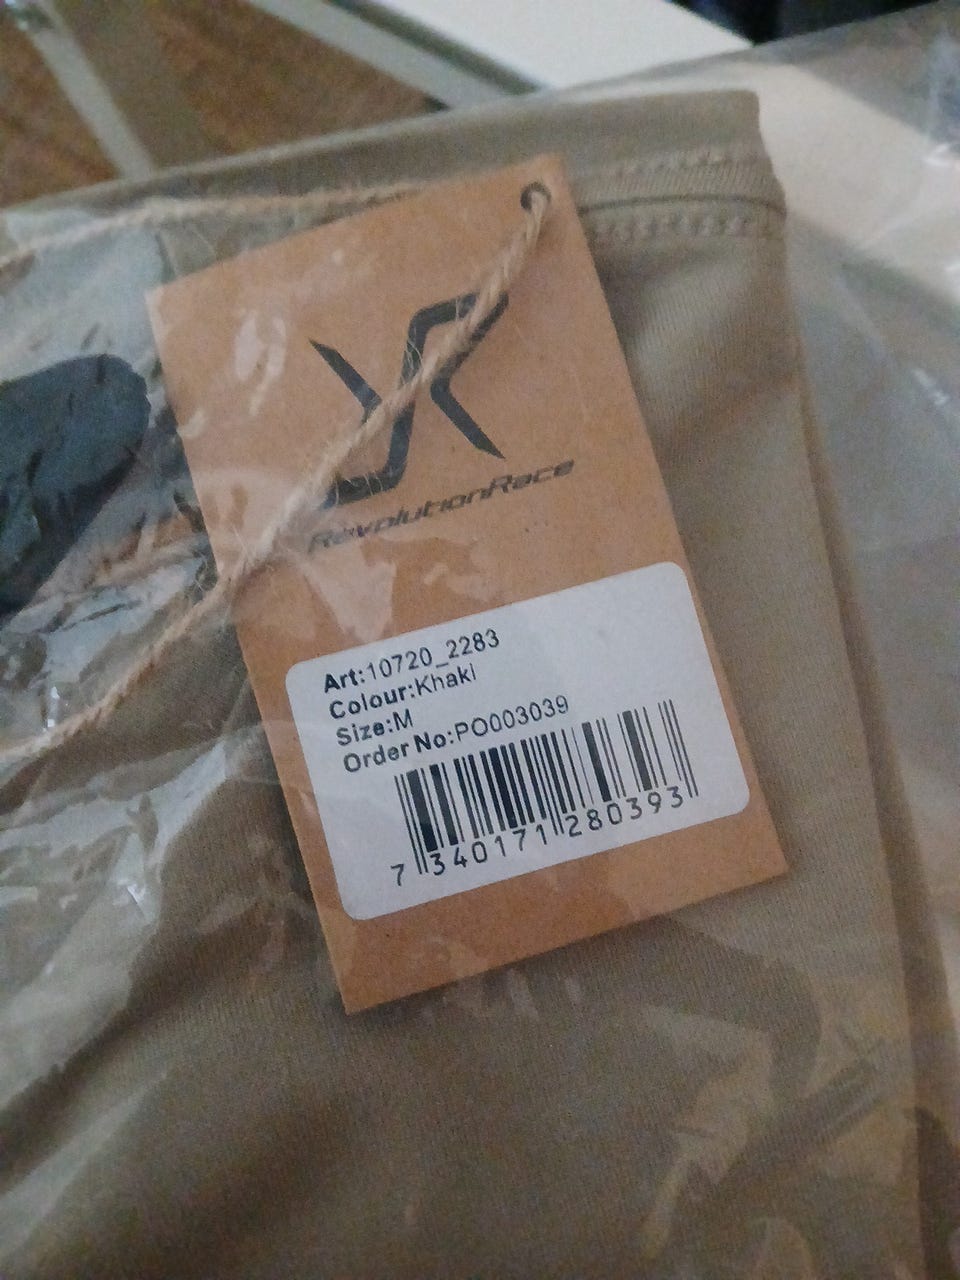 RevolutionRace
Art:10720_2283
Colour:Khaki
Size:M
Order No:PO003039
7 340171 280393